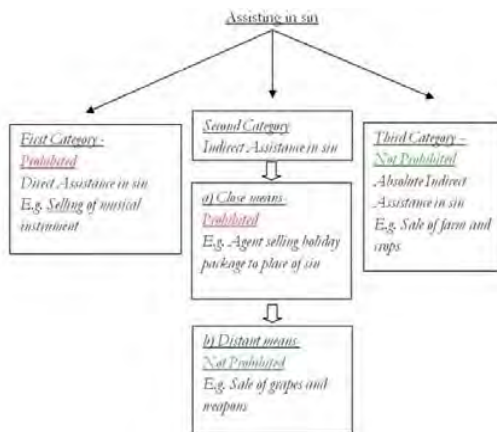 Assisting in sin
First Category -
Prohibited
Direct Assistance in sin
E.g. Selling of musical
instrument
Second Category
Indirect Assistance in sin
a) Close means-
Prohibited
E.g. Agent selling holiday
package to place of sin
b) Distant means-
Not Prohibited
E.g. Sale of grapes and
weapons
Third Category –
Not Prohibited
Absolute Indirect
Assistance in sin
E.g. Sale of farm and
crops